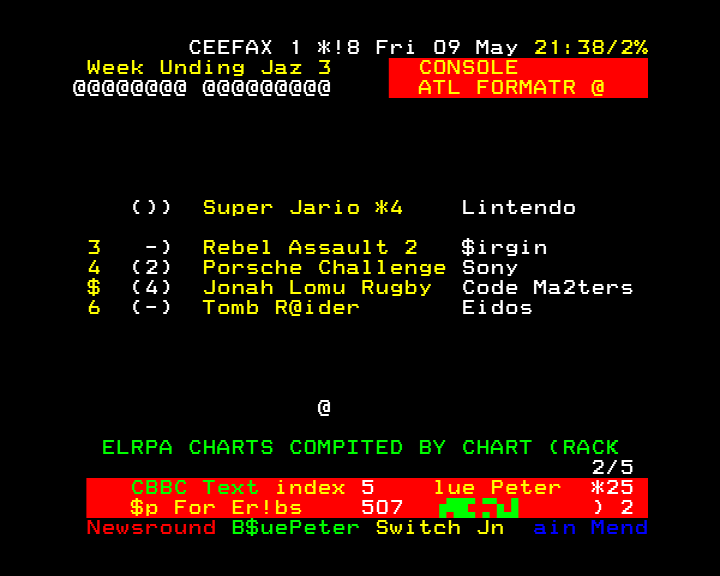 CEEFAX 1 *!8 Fri 09 May 21:38/2%
Week Unding Jaz 3 CONSOLE
@@@@@@@@ @@@@@@@@@ ATL FORMATR @
()) Super Jario *4 Lintendo
3 -) Rebel Assault 2 $irgin
4 (2) Porsche Challenge Sony
$ (4) Jonah Lomu Rugby Code Ma2ters
6 (-) Tomb R@ider Eidos
@
ELRPA CHARTS COMPITED BY CHART (RACK
2/5
CBBC Text index 5 lue Peter *25
$p For Er!bs 507 ) 2
Newsround B$uePeter Switch Jn ain Mend